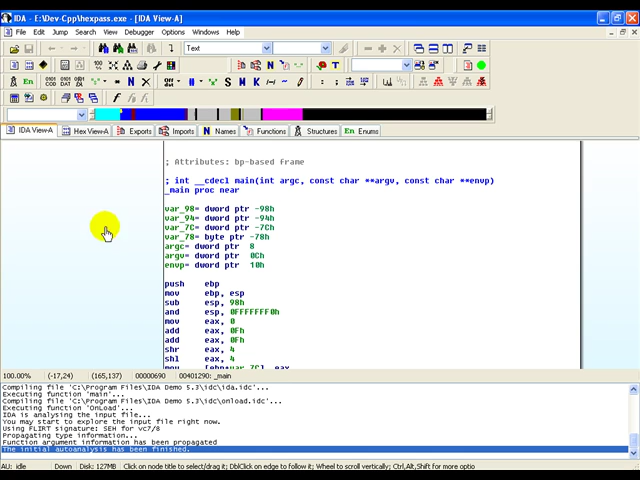 IDA - E:\Dev-Cpp\hexpass.exe - [IDA View-A]
File Edit Jump Search View Debugger Options Windows Help
Text
En
IDA View-A Hex View-A Exports Imports Names Functions Structures En Enums
; Attributes: bp-based frame
; int __cdecl main(int argc, const char **argv, const char **envp)
_main proc near
var_98= dword ptr -98h
var_94= dword ptr -94h
var_7C= dword ptr -7Ch
var_78= byte ptr -78h
argc= dword ptr 8
argv= dword ptr 0Ch
envp= dword ptr 10h
push ebp
mov ebp, esp
sub esp, 98h
and esp, 0FFFFFFF0h
mov eax, 0
add eax, 0Fh
add eax, 0Fh
shr eax, 4
shl eax, 4
mov [ebp+var_7C], eax
100.00% (-17,24) (165,137) 00000690 00401290: _main
Compiling file 'C:\Program Files\IDA Demo 5.3\idc\ida.idc'...
Executing function 'main'...
Compiling file 'C:\Program Files\IDA Demo 5.3\idc\onload.idc'...
Executing function 'OnLoad'...
IDA is analysing the input file...
You may start to explore the input file right now.
Using FLIRT signature: SEH for vc7/8
Propagating type information...
Function argument information has been propagated
The initial autoanalysis has been finished.
AU: idle Down Disk: 127MB Click on node title to select/drag it; DblClick on edge to follow it; Wheel to scroll vertically; Ctrl,Alt,Shift for more optio